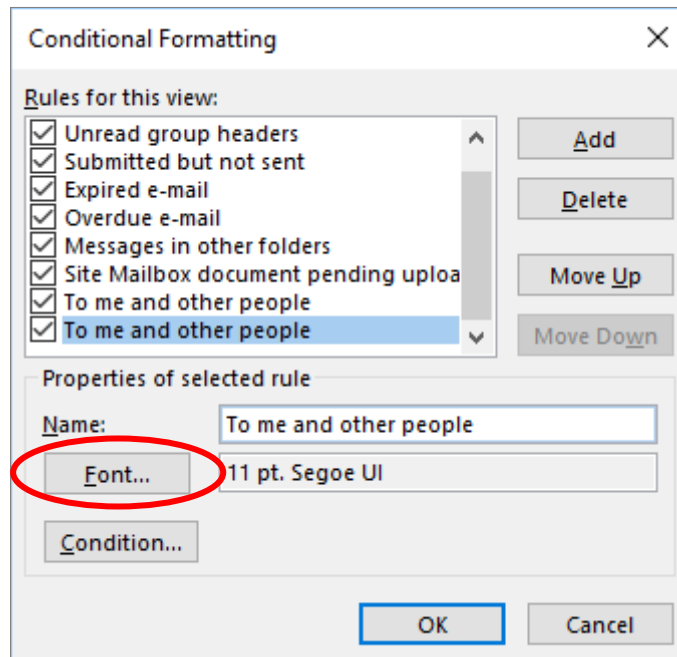 Conditional Formatting
Rules for this view:
Unread group headers
Submitted but not sent
Expired e-mail
Overdue e-mail
Messages in other folders
Site Mailbox document pending uploa
To me and other people
To me and other people
Add
Delete
Move Up
Move Down
Properties of selected rule
Name: To me and other people
Font... 11 pt. Segoe UI
Condition...
OK Cancel